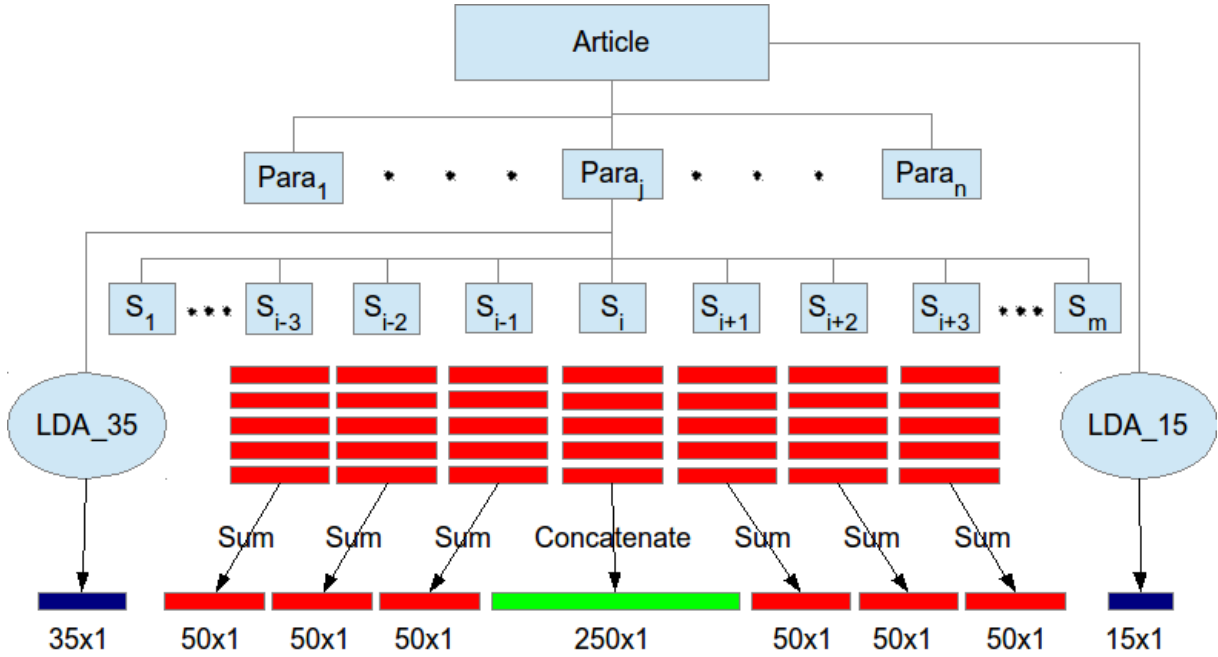 Article
Para1 Paraj Paran
S1 Si-3 Si-2 Si-1 Si Si+1 Si+2 Si+3 Sm
LDA_35 LDA_15
Sum Sum Sum Concatenate Sum Sum Sum
35x1 50x1 50x1 50x1 250x1 50x1 50x1 50x1 15x1